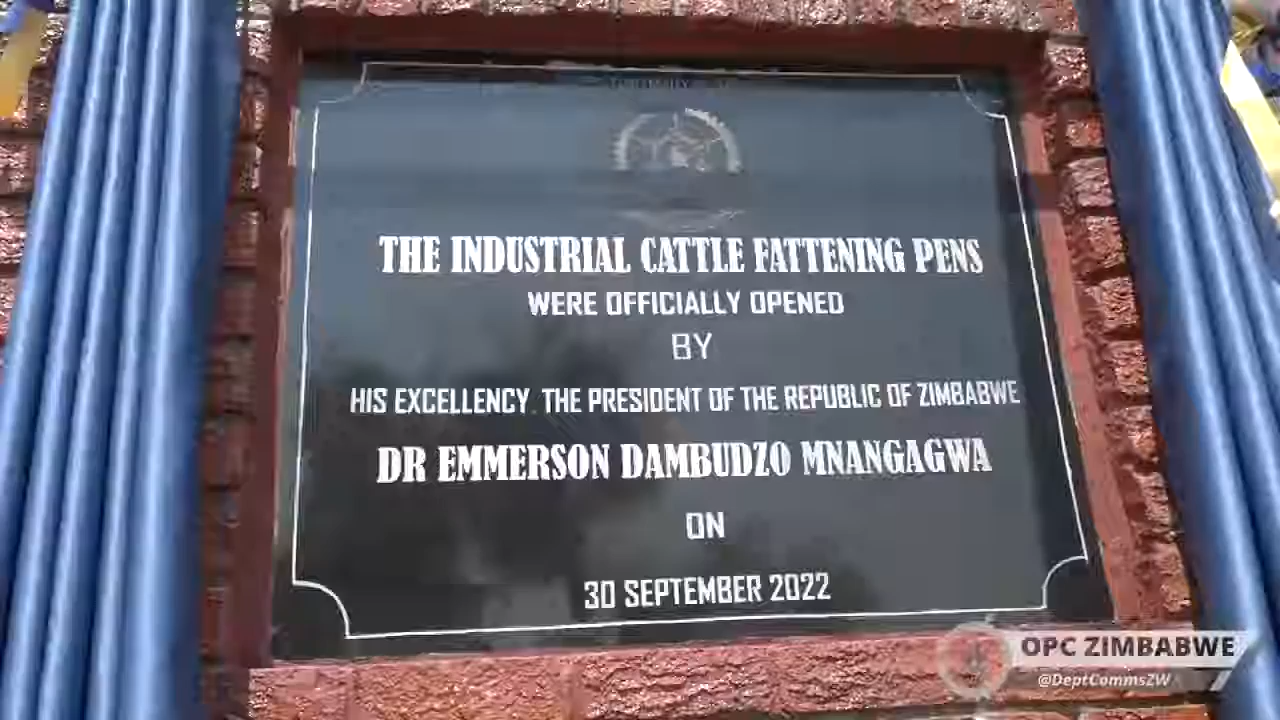 THE INDUSTRIAL CATTLE FATTENING PENS
WERE OFFICIALLY OPENED
BY
HIS EXCELLENCY, THE PRESIDENT OF THE REPUBLIC OF ZIMBABWE
DR EMMERSON DAMBUDZO MNANGAGWA
ON
30 SEPTEMBER 2022
OPC ZIMBABWE
@DeptCommsZW